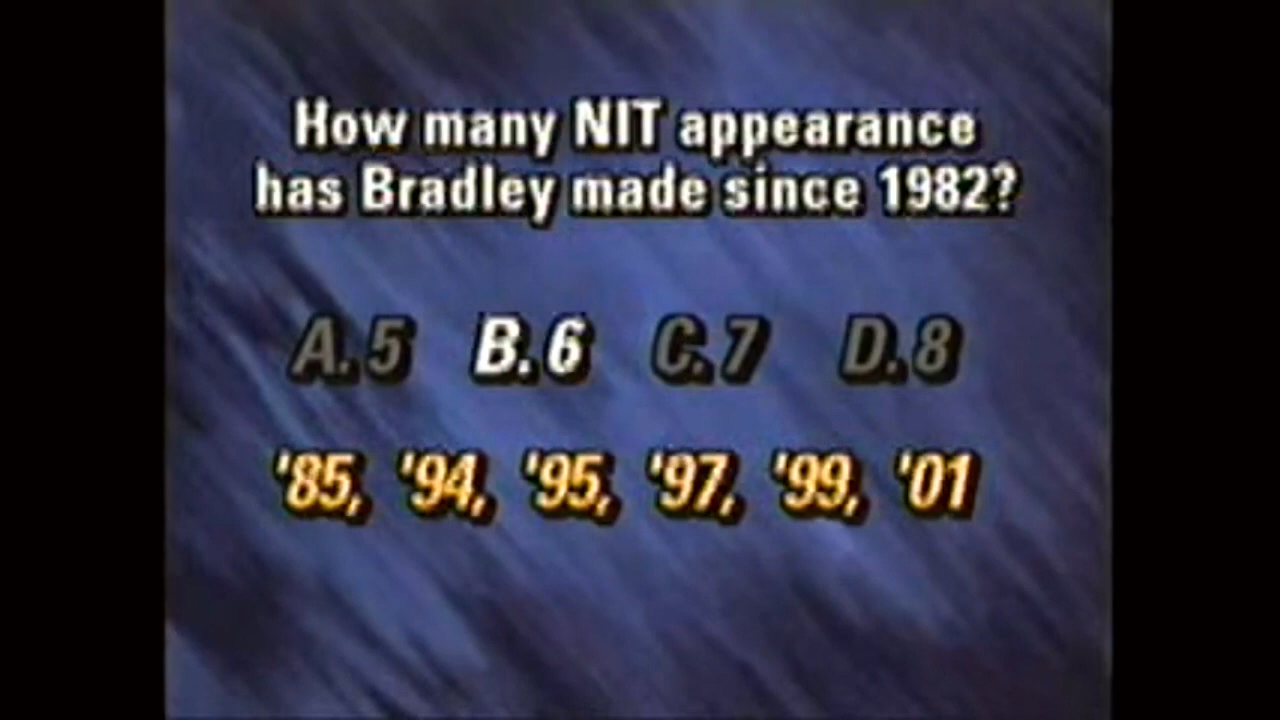 How many NIT appearance
has Bradley made since 1982?
A. 5 B. 6 C. 7 D. 8
'85, '94, '95, '97, '99, '01